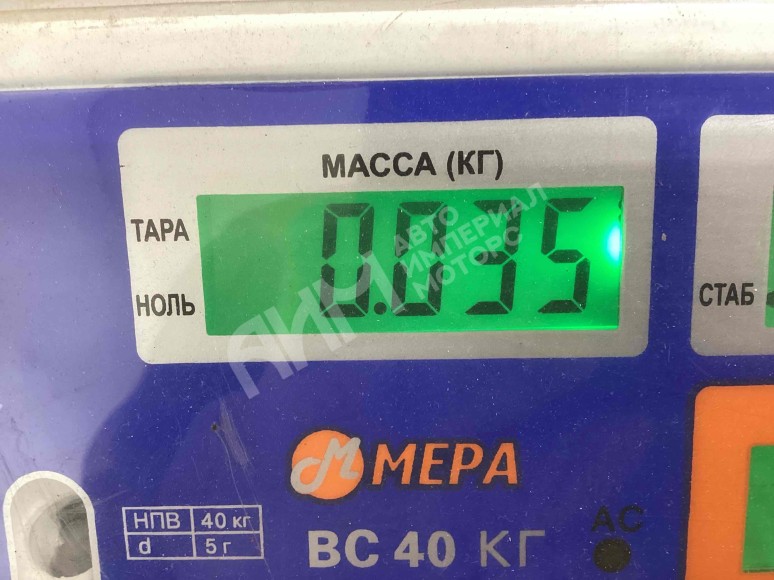 МАССА (КГ)
ТАРА
0.035
НОЛЬ
СТАБ
АИМ
АВТО
ИМПЕРИАЛ
МОТОРС
МЕРА
НПВ 40 кг
d 5 г
ВС 40 КГ
AC